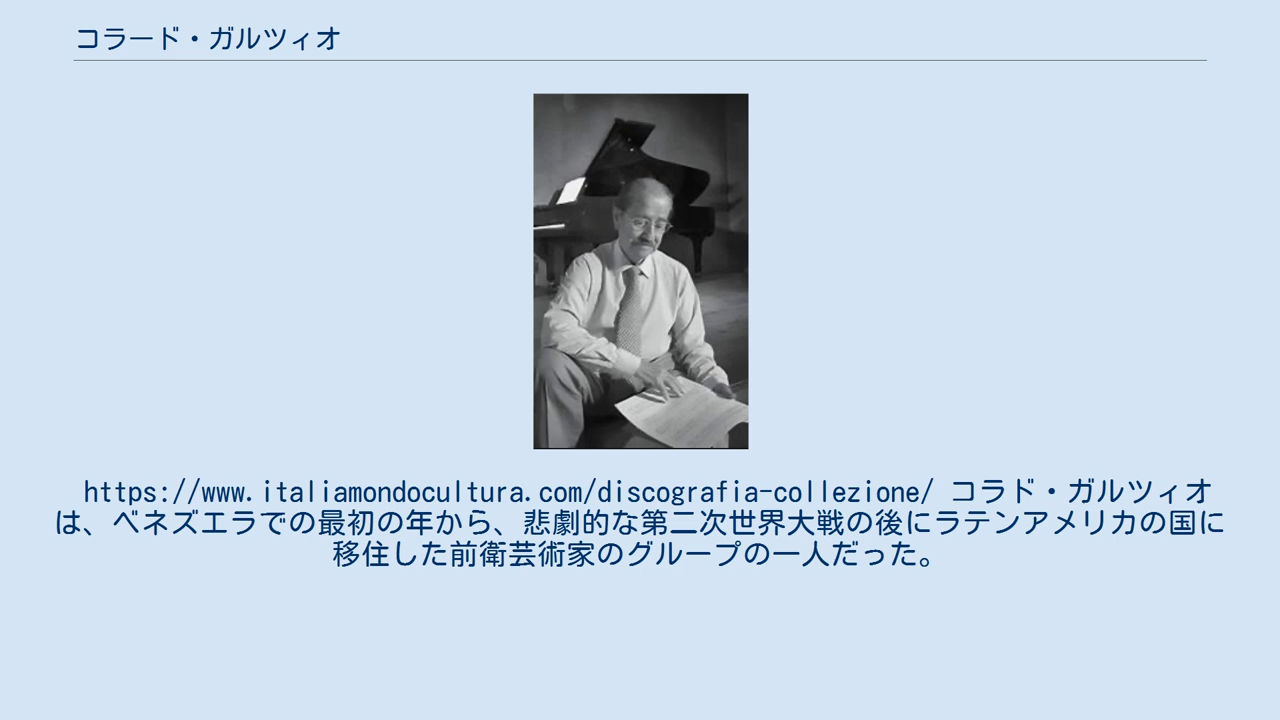 コラード・ガルツィオ
https://www.italiamondocultura.com/discografia-collezione/ コラド・ガルツィオ
は、ベネズエラでの最初の年から、悲劇的な第二次世界大戦の後にラテンアメリカの国に
移住した前衛芸術家のグループの一人だった。